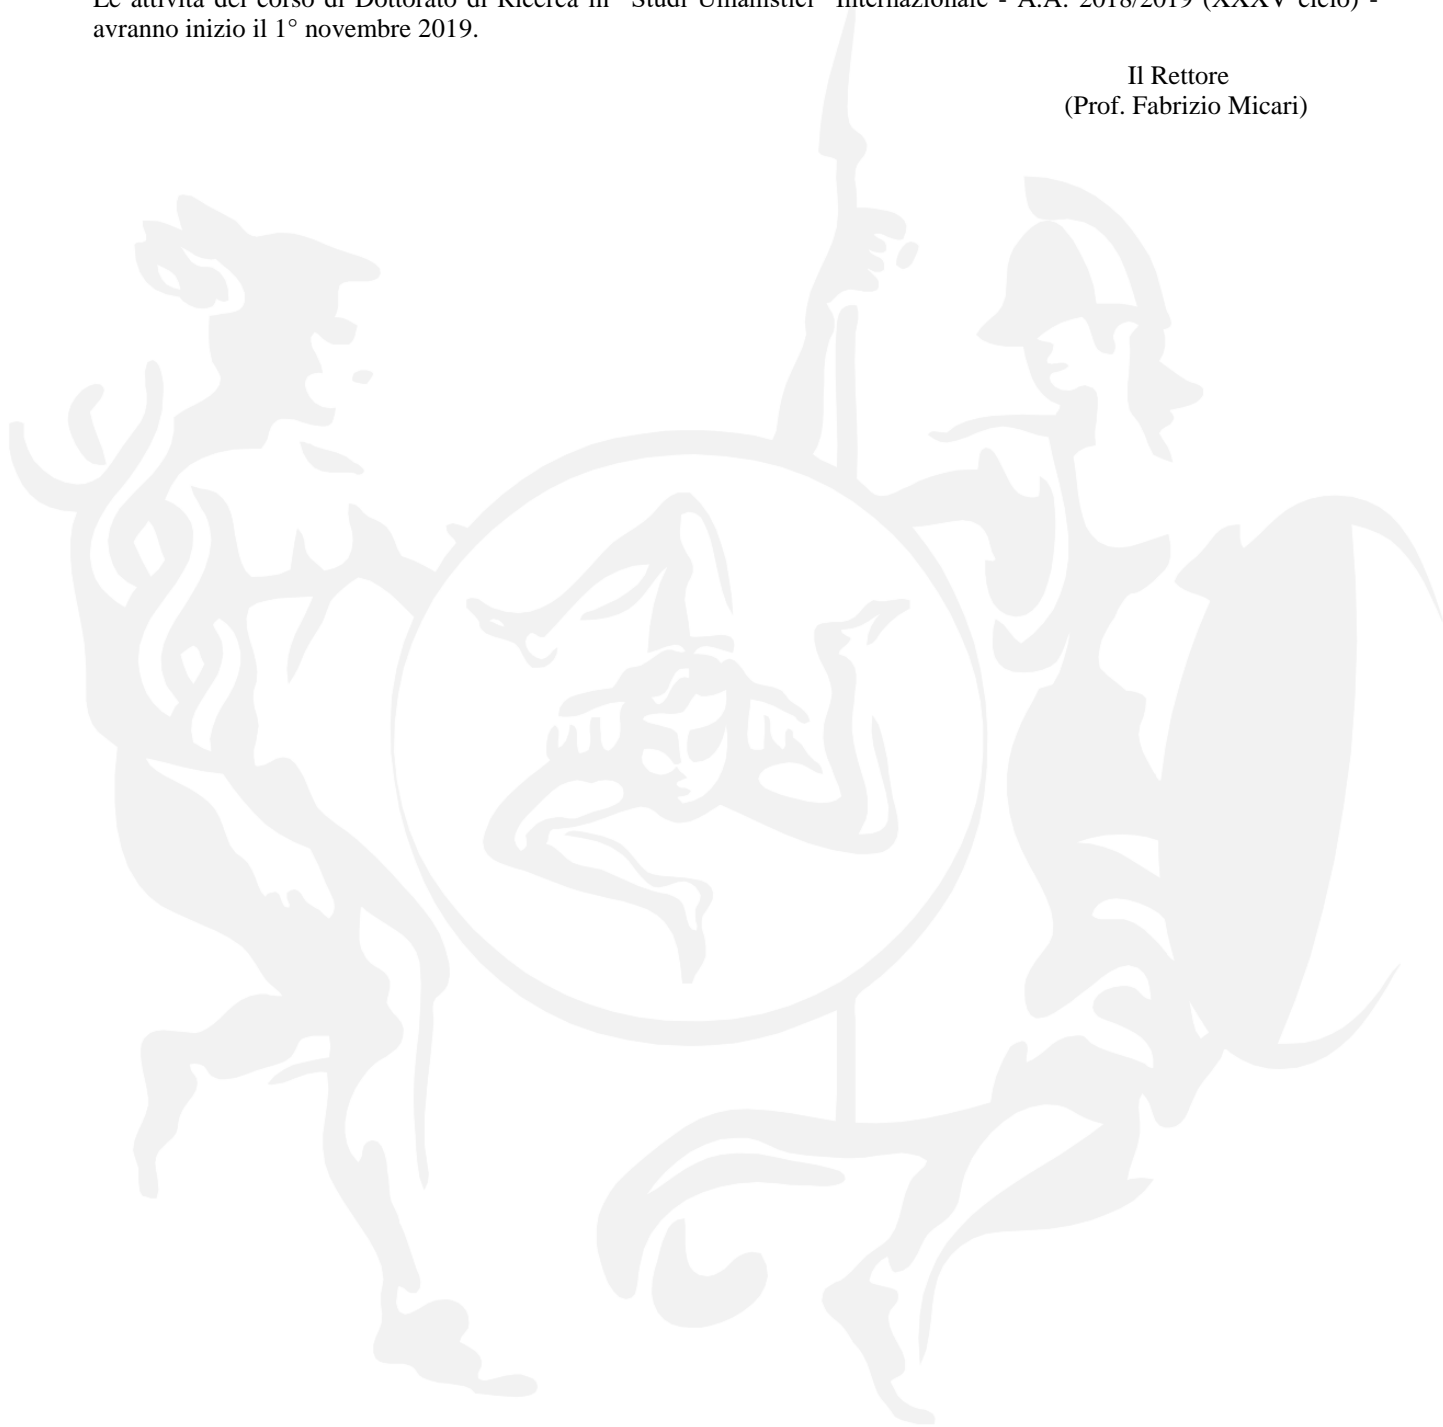 Le attività del corso di Dottorato di Ricerca in "Studi Umanistici" Internazionale - A.A. 2018/2019 (XXXV ciclo) -
avranno inizio il 1° novembre 2019.
Il Rettore
(Prof. Fabrizio Micari)